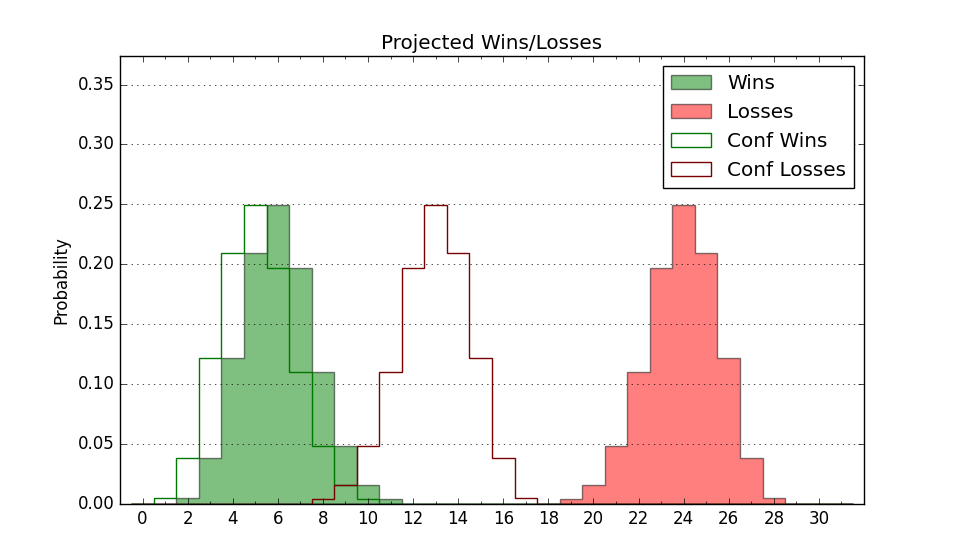 Projected Wins/Losses
0.35
0.30
0.25
0.20
0.15
0.10
0.05
0.00
Probability
Wins
Losses
Conf Wins
Conf Losses
0 2 4 6 8 10 12 14 16 18 20 22 24 26 28 30